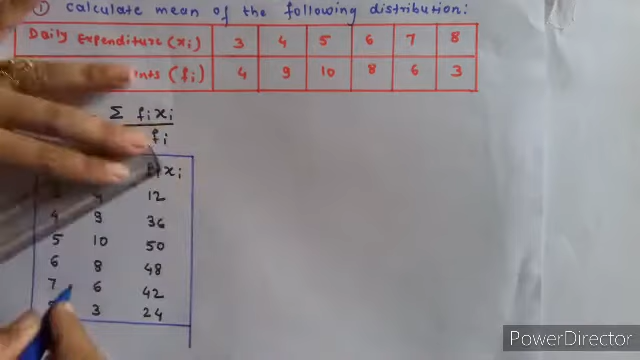 ① Calculate mean of the following distribution:
Daily Expenditure (xi) 3 4 5 6 7 8
(fi) 4 9 10 8 6 3
Σ fixi
fi
xi
12
4 9 36
5 10 50
6 8 48
7 6 42
3 24
PowerDirector